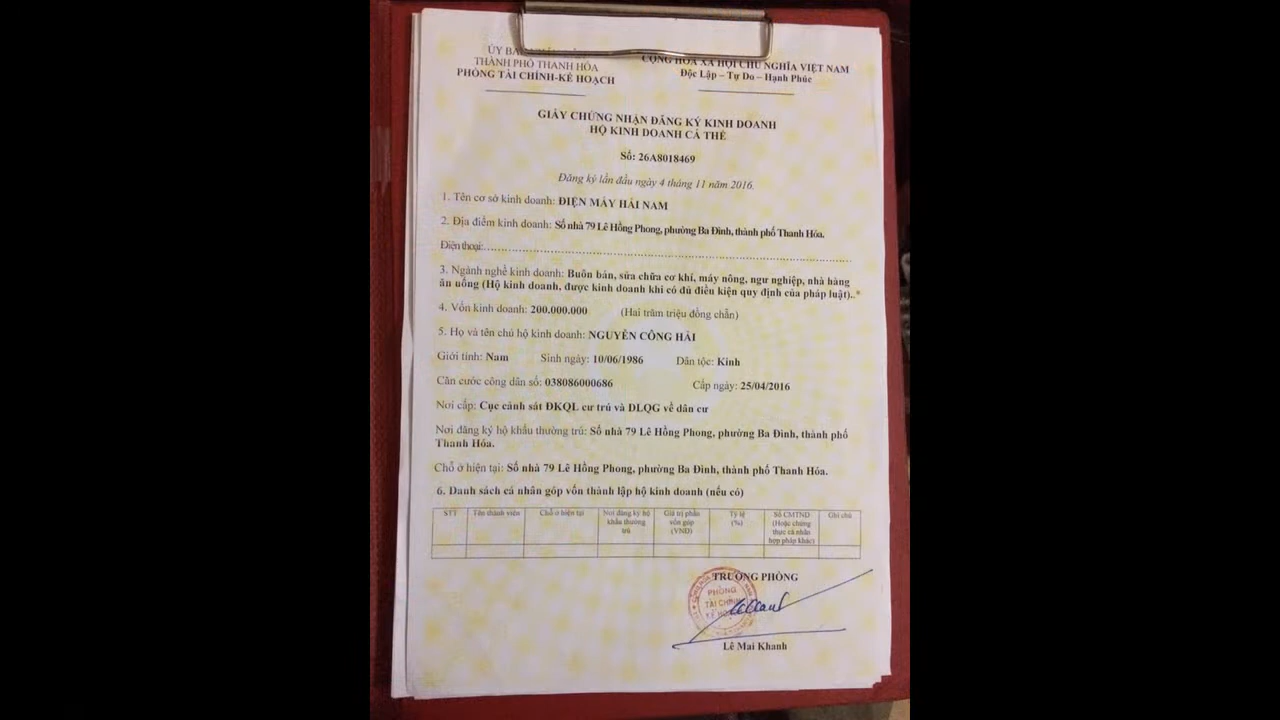 THÀNH PHỐ THANH HÓA
PHÒNG TÀI CHÍNH-KẾ HOẠCH
CỘNG HÒA XÃ HỘI CHỦ NGHĨA VIỆT NAM
Độc Lập – Tự Do – Hạnh Phúc
GIẤY CHỨNG NHẬN ĐĂNG KÝ KINH DOANH
HỘ KINH DOANH CÁ THỂ
Số: 26A8018469
Đăng ký lần đầu ngày 4 tháng 11 năm 2016.
1. Tên cơ sở kinh doanh: ĐIỆN MÁY HẢI NAM
2. Địa điểm kinh doanh: Số nhà 79 Lê Hồng Phong, phường Ba Đình, thành phố Thanh Hóa.
Điện thoại:
3. Ngành nghề kinh doanh: Buôn bán, sửa chữa cơ khí, máy nông, ngư nghiệp, nhà hàng
ăn uống (Hộ kinh doanh, được kinh doanh khi có đủ điều kiện quy định của pháp luật)..*
4. Vốn kinh doanh: 200.000.000 (Hai trăm triệu đồng chẵn)
5. Họ và tên chủ hộ kinh doanh: NGUYỄN CÔNG HẢI
Giới tính: Nam Sinh ngày: 10/06/1986 Dân tộc: Kinh
Căn cước công dân số: 038086000686 Cấp ngày: 25/04/2016
Nơi cấp: Cục cảnh sát ĐKQL cư trú và DLQG về dân cư
Nơi đăng ký hộ khẩu thường trú: Số nhà 79 Lê Hồng Phong, phường Ba Đình, thành phố
Thanh Hóa.
Chỗ ở hiện tại: Số nhà 79 Lê Hồng Phong, phường Ba Đình, thành phố Thanh Hóa.
6. Danh sách cá nhân góp vốn thành lập hộ kinh doanh (nếu có)
STT Tên thành viên Chỗ ở hiện tại Nơi đăng ký hộ khẩu thường trú Giá trị phần vốn góp (VNĐ) Tỷ lệ (%) Số CMTND (Hoặc chứng thực cá nhân hợp pháp khác) Ghi chú
TRƯỞNG PHÒNG
PHÒNG
TÀI CHÍNH
Lê Mai Khanh